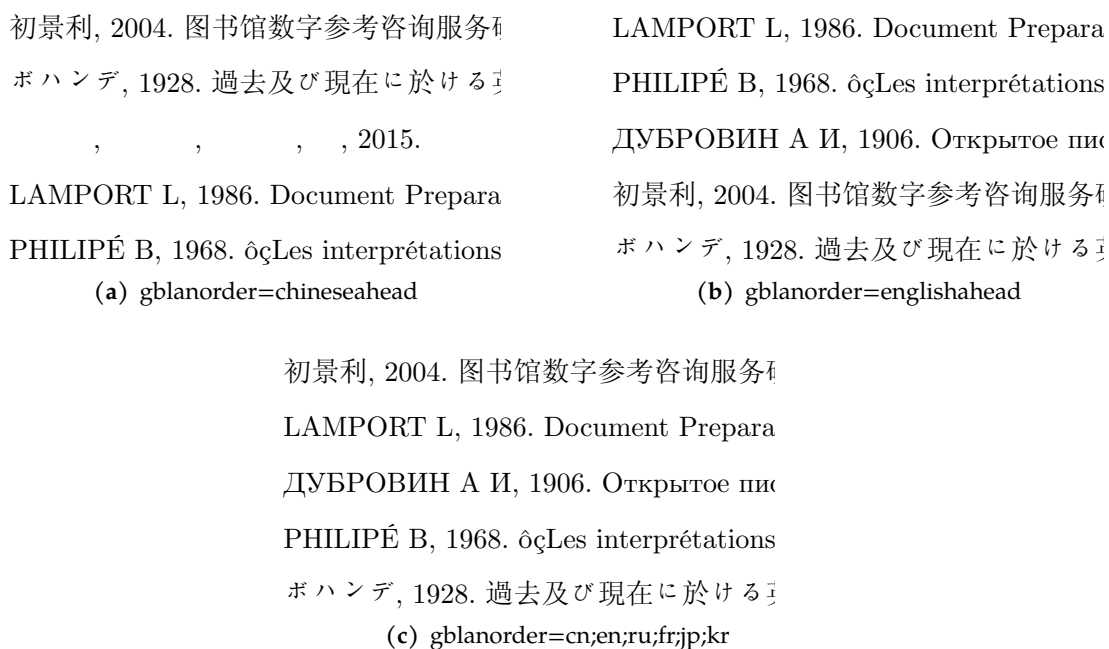 初景利, 2004. 图书馆数字参考咨询服务
ボハンデ, 1928. 過去及び現在に於ける
, , , , 2015.
LAMPORT L, 1986. Document Prepara
PHILIPÉ B, 1968. ôçLes interprétations
(a) gblanorder=chineseahead
LAMPORT L, 1986. Document Prepara
PHILIPÉ B, 1968. ôçLes interprétations
ДУБРОВИН А И, 1906. Открытое пис
初景利, 2004. 图书馆数字参考咨询服务研
ボハンデ, 1928. 過去及び現在に於ける英
(b) gblanorder=englishahead
初景利, 2004. 图书馆数字参考咨询服务
LAMPORT L, 1986. Document Prepara
ДУБРОВИН А И, 1906. Открытое пис
PHILIPÉ B, 1968. ôçLes interprétations
ボハンデ, 1928. 過去及び現在に於ける
(c) gblanorder=cn;en;ru;fr;jp;kr